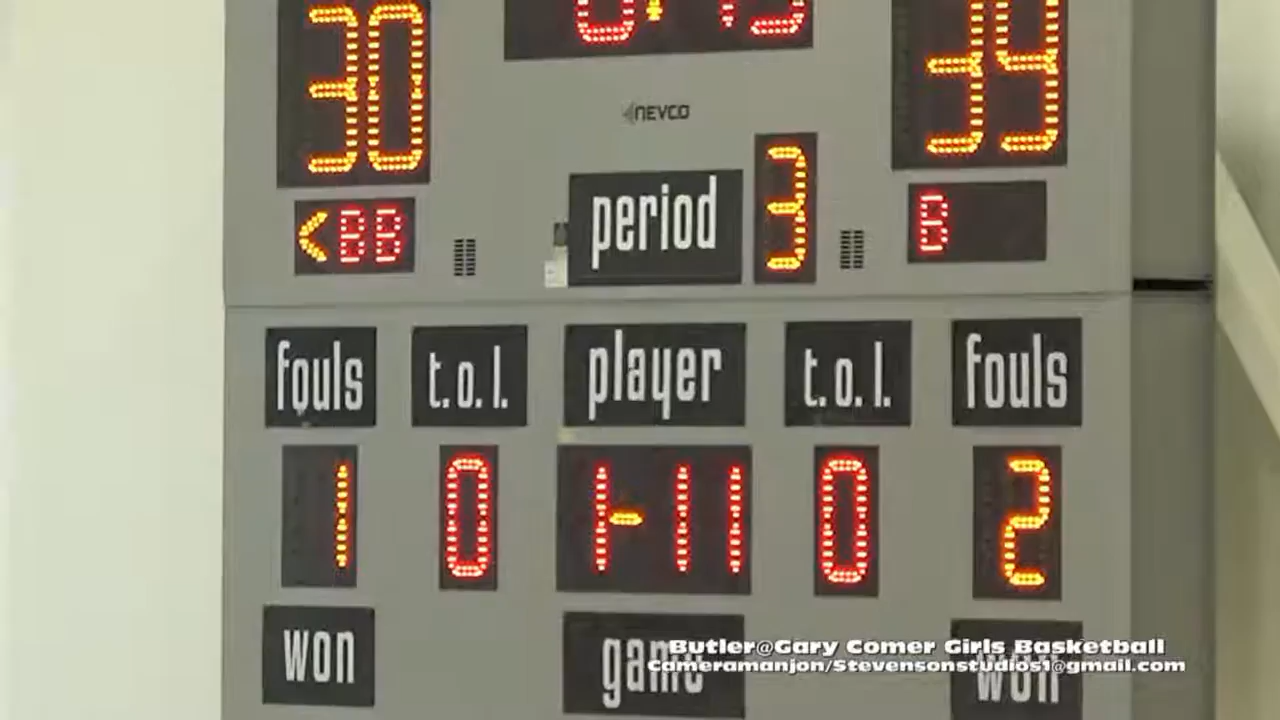 30
39
NEVCO
period 3
<BB
B
fouls t.o.l. player t.o.l. fouls
1 0 1-11 0 2
won game won
Butler@Gary Comer Girls Basketball
Cameramanjon/Stevensonstudios1@gmail.com